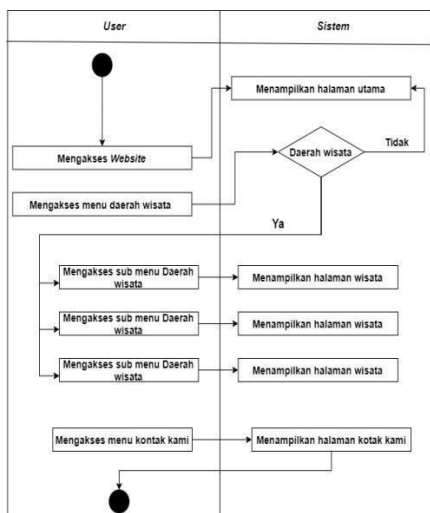 User
Sistem
Menampilkan halaman utama
Mengakses Website
Daerah wisata
Tidak
Mengakses menu daerah wisata
Ya
Mengakses sub menu Daerah
wisata
Menampilkan halaman wisata
Mengakses sub menu Daerah
wisata
Menampilkan halaman wisata
Mengakses sub menu Daerah
wisata
Menampilkan halaman wisata
Mengakses menu kontak kami
Menampilkan halaman kotak kami